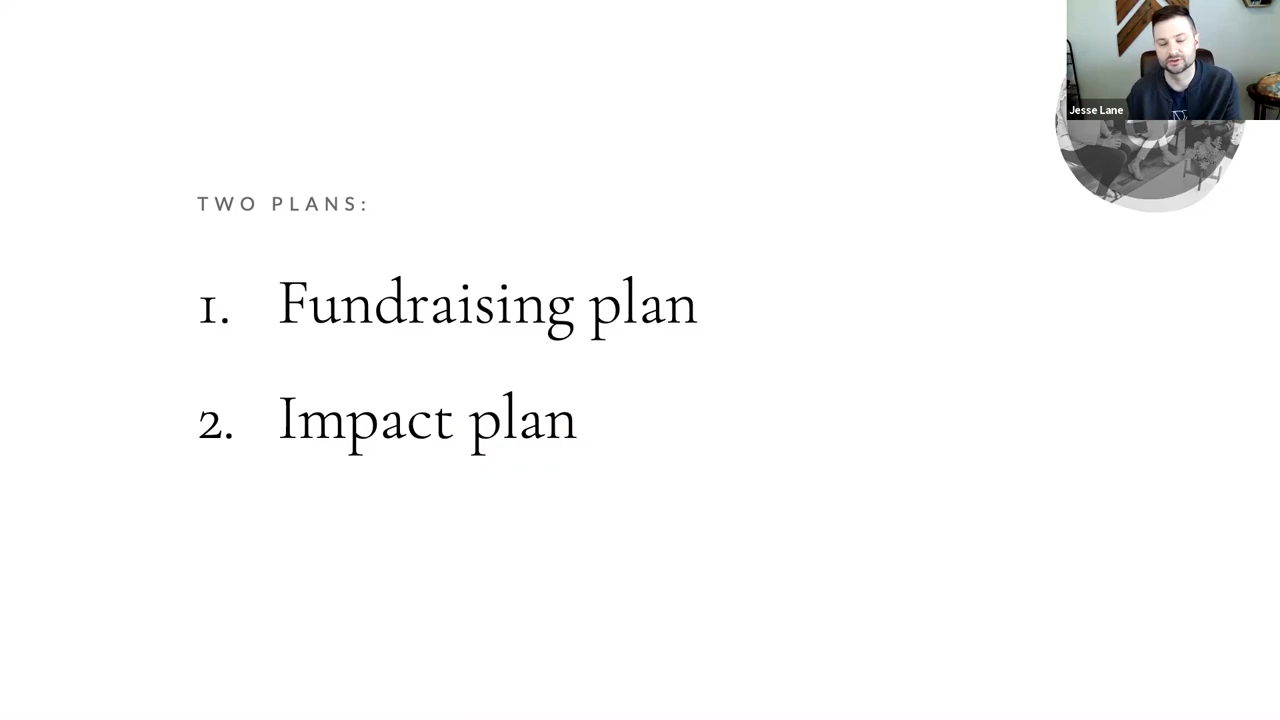 TWO PLANS:
1. Fundraising plan
2. Impact plan
Jesse Lane